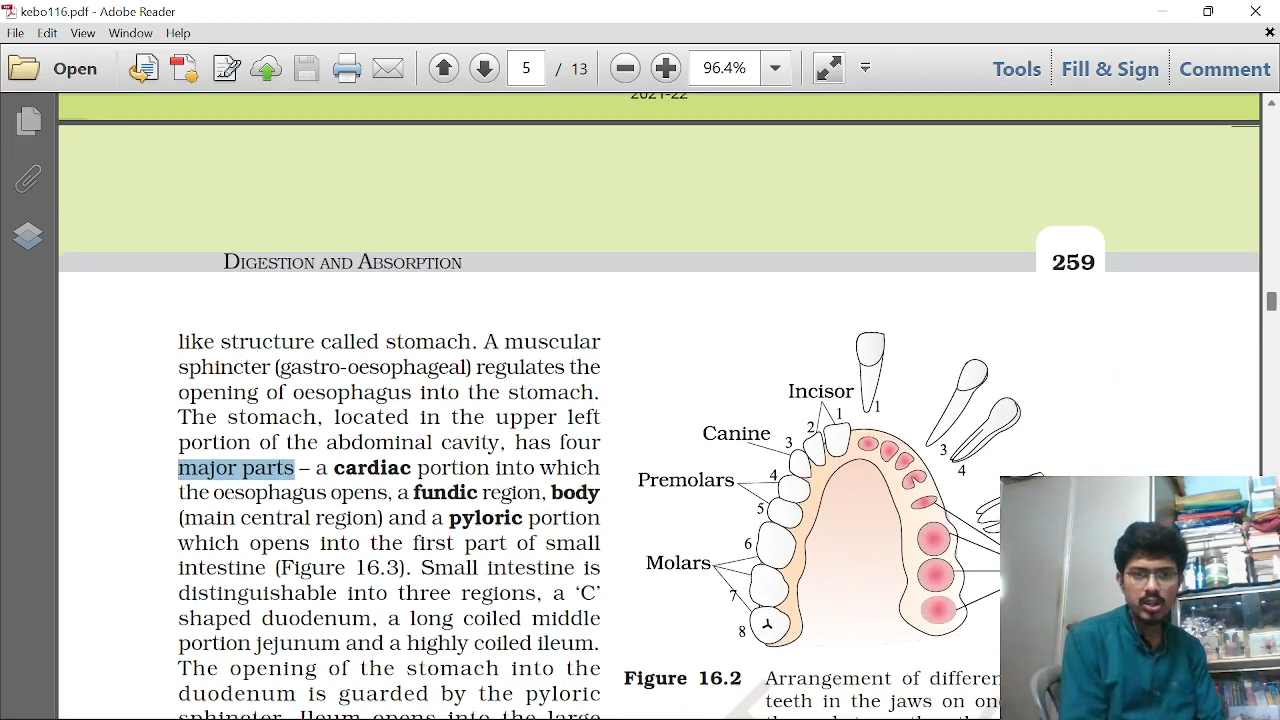 kebo116.pdf - Adobe Reader
File Edit View Window Help
Open 5 / 13 96.4% Tools Fill & Sign Comment
2021-22
DIGESTION AND ABSORPTION
259
like structure called stomach. A muscular
sphincter (gastro-oesophageal) regulates the
opening of oesophagus into the stomach.
The stomach, located in the upper left
portion of the abdominal cavity, has four
major parts – a cardiac portion into which
the oesophagus opens, a fundic region, body
(main central region) and a pyloric portion
which opens into the first part of small
intestine (Figure 16.3). Small intestine is
distinguishable into three regions, a ‘C’
shaped duodenum, a long coiled middle
portion jejunum and a highly coiled ileum.
The opening of the stomach into the
duodenum is guarded by the pyloric
sphincter. Ileum opens into the large
Incisor
1
1
2
Canine
3
3
4
Premolars
4
5
6
Molars
7
8
Figure 16.2 Arrangement of differen
teeth in the jaws on on